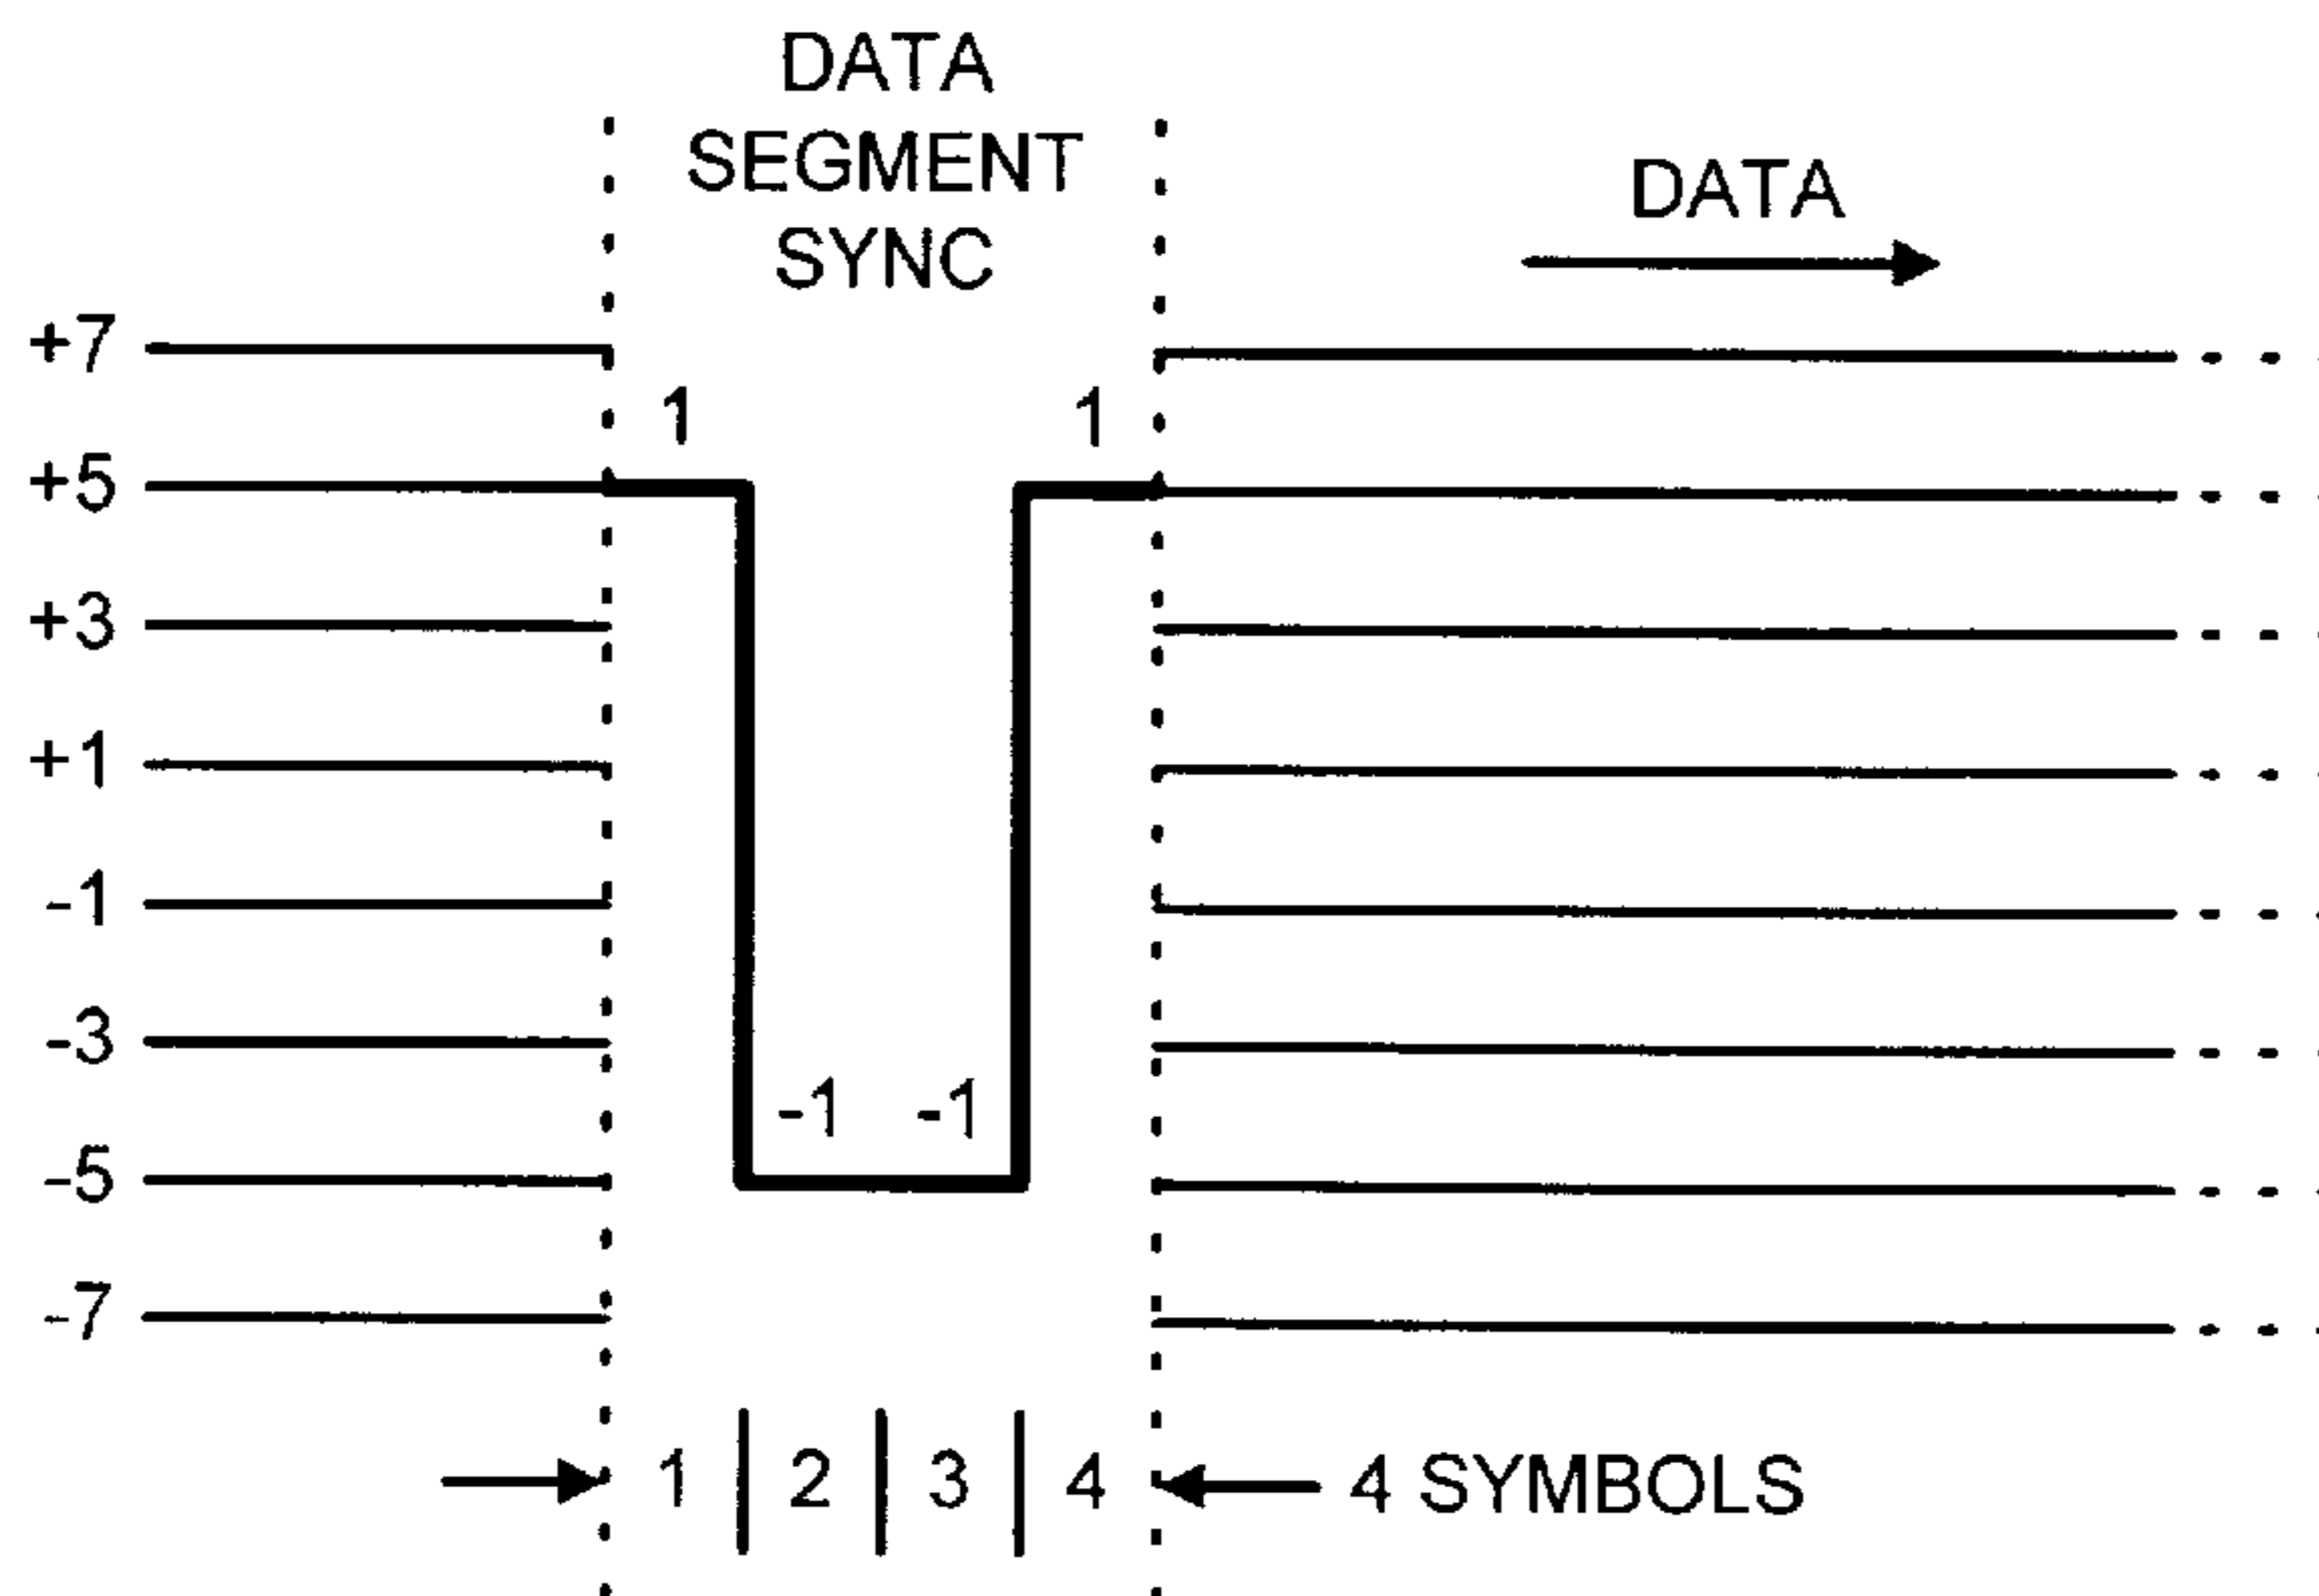 DATA
SEGMENT
SYNC
DATA
+7
1 1
+5
+3
+1
-1
-3
-1 -1
-5
-7
1 2 3 4 4 SYMBOLS